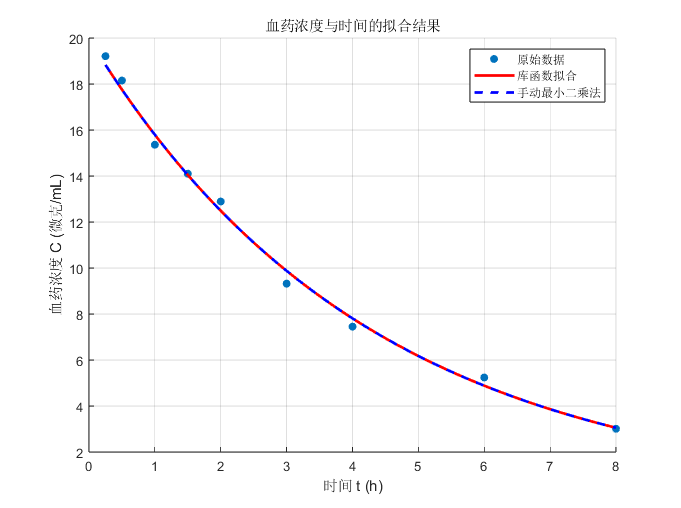 血药浓度与时间的拟合结果
原始数据
库函数拟合
手动最小二乘法
血药浓度 C (微克/mL)
20
18
16
14
12
10
8
6
4
2
0 1 2 3 4 5 6 7 8
时间 t (h)